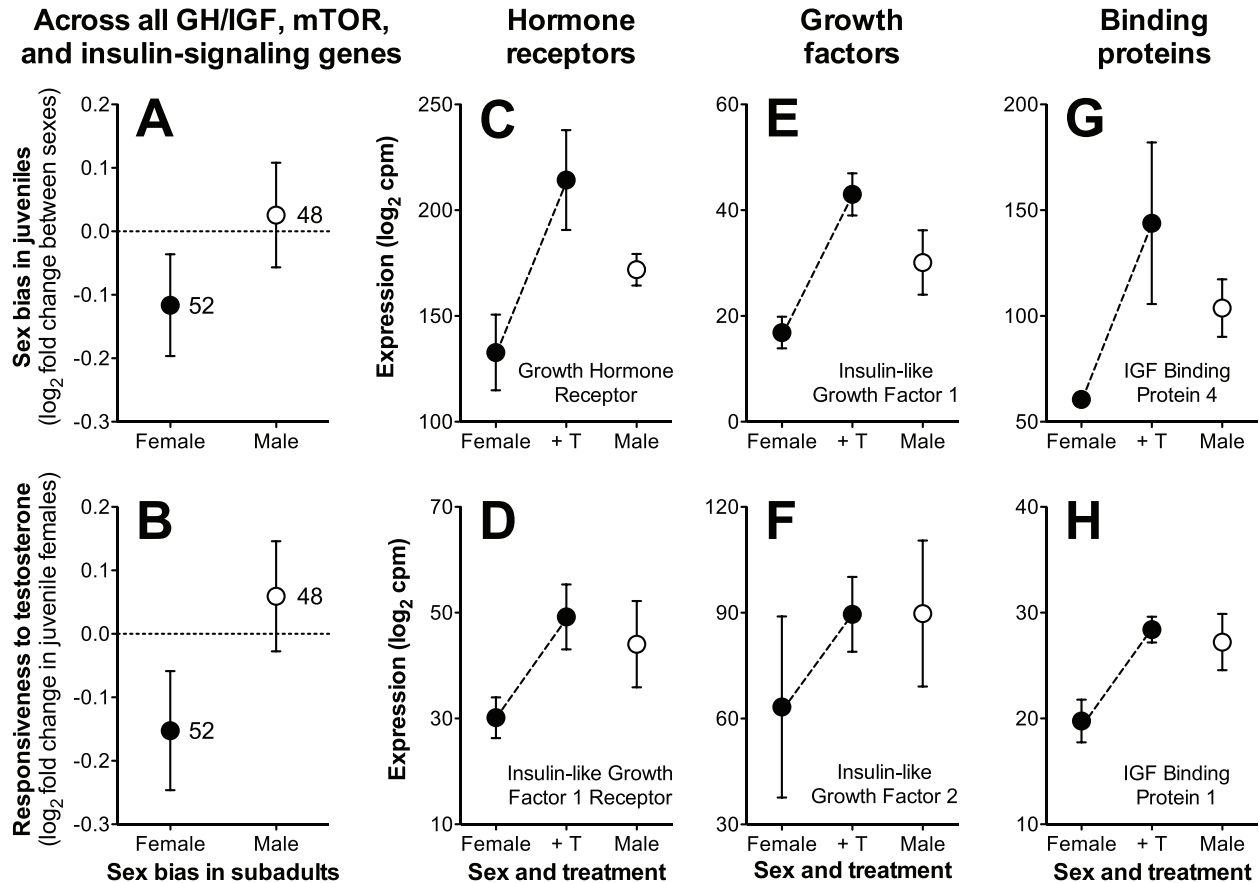 Across all GH/IGF, mTOR,
and insulin-signaling genes
Hormone
receptors
Growth
factors
Binding
proteins
Sex bias in juveniles
(log2 fold change between sexes)
0.2
0.1
0.0
-0.1
-0.2
-0.3
A
52
48
Female
Male
Expression (log2 cpm)
250
200
150
100
C
Growth Hormone
Receptor
Female
+ T
Male
60
40
20
0
E
Insulin-like
Growth Factor 1
Female
+ T
Male
200
150
100
50
G
IGF Binding
Protein 4
Female
+ T
Male
Responsiveness to testosterone
(log2 fold change in juvenile females)
0.2
0.1
0.0
-0.1
-0.2
-0.3
B
52
48
Female
Male
Sex bias in subadults
Expression (log2 cpm)
70
50
30
10
D
Insulin-like Growth
Factor 1 Receptor
Female
+ T
Male
Sex and treatment
120
90
60
30
F
Insulin-like
Growth Factor 2
Female
+ T
Male
Sex and treatment
40
30
20
10
H
IGF Binding
Protein 1
Female
+ T
Male
Sex and treatment